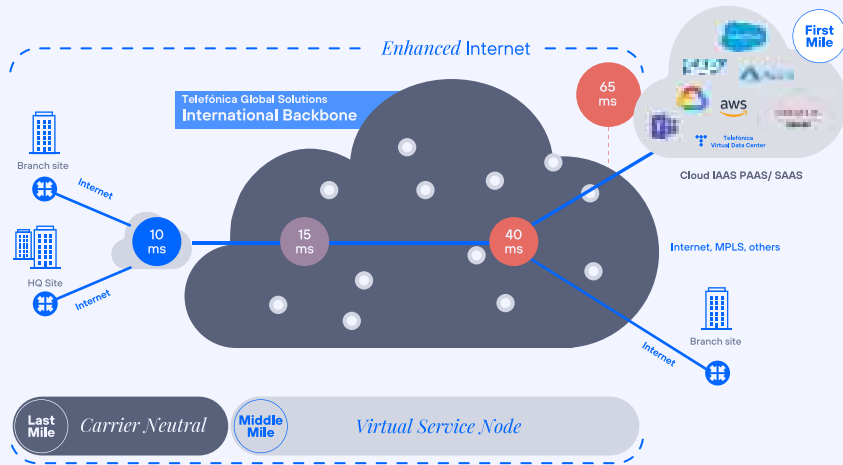 Enhanced Internet
First
Mile
65
ms
Telefónica Global Solutions
International Backbone
aws
Telefónica
Virtual Data Center
Cloud IAAS PAAS/ SAAS
Branch site
Internet
10
ms
15
ms
40
ms
Internet, MPLS, others
HQ Site
Internet
Branch site
Internet
Last
Mile
Carrier Neutral
Middle
Mile
Virtual Service Node